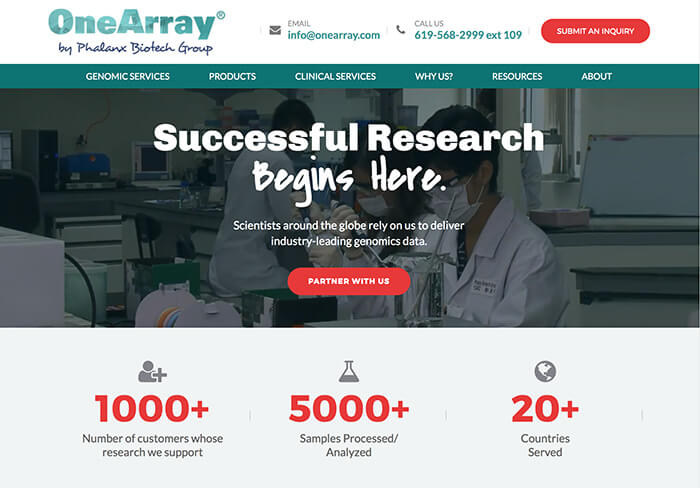 OneArray®
by Phalanx Biotech Group
EMAIL
info@onearray.com
CALL US
619-568-2999 ext 109
SUBMIT AN INQUIRY
GENOMIC SERVICES
PRODUCTS
CLINICAL SERVICES
WHY US?
RESOURCES
ABOUT
Successful Research
Begins Here.
Scientists around the globe rely on us to deliver
industry-leading genomics data.
PARTNER WITH US
1000+
Number of customers whose
research we support
5000+
Samples Processed/
Analyzed
20+
Countries
Served